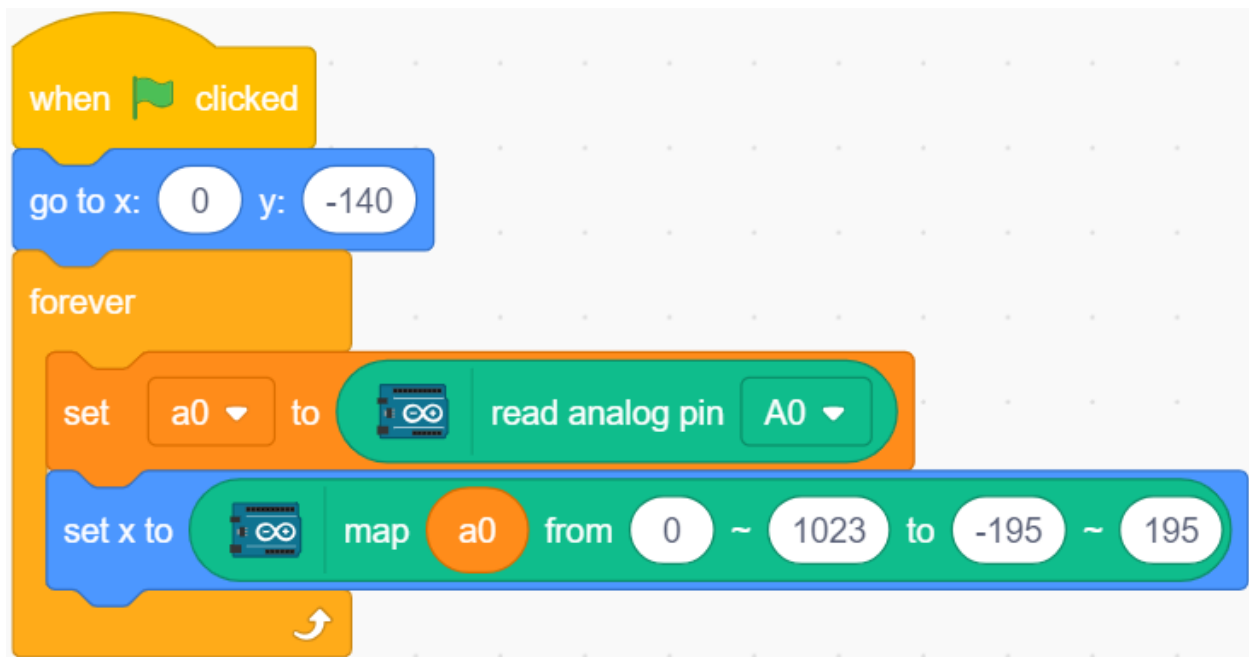 when clicked
go to x: 0 y: -140
forever
set a0 to read analog pin A0
set x to map a0 from 0 ~ 1023 to -195 ~ 195